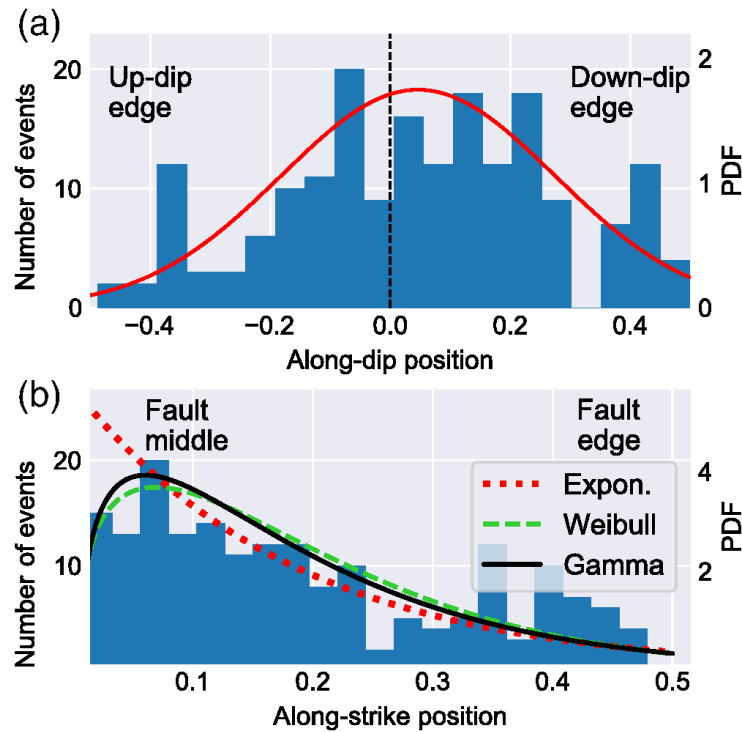 (a)
Up-dip
edge
Down-dip
edge
Number of events
20
10
0
2
1
0
PDF
−0.4
−0.2
0.0
0.2
0.4
Along-dip position
(b)
Fault
middle
Fault
edge
Expon.
Weibull
Gamma
Number of events
20
10
4
2
PDF
0.1
0.2
0.3
0.4
0.5
Along-strike position